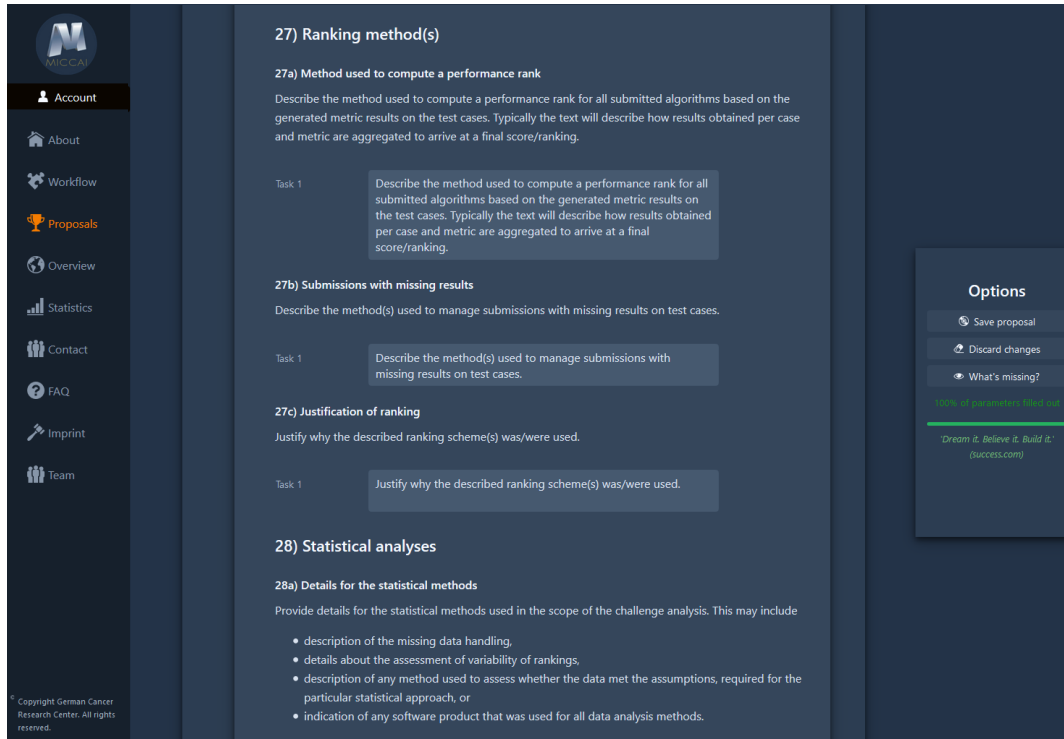 MICCAI
Account
About
Workflow
Proposals
Overview
Statistics
Contact
FAQ
Imprint
Team
© Copyright German Cancer
Research Center. All rights
reserved.
27) Ranking method(s)
27a) Method used to compute a performance rank
Describe the method used to compute a performance rank for all submitted algorithms based on the
generated metric results on the test cases. Typically the text will describe how results obtained per case
and metric are aggregated to arrive at a final score/ranking.
Task 1
Describe the method used to compute a performance rank for all
submitted algorithms based on the generated metric results on
the test cases. Typically the text will describe how results obtained
per case and metric are aggregated to arrive at a final
score/ranking.
27b) Submissions with missing results
Describe the method(s) used to manage submissions with missing results on test cases.
Task 1
Describe the method(s) used to manage submissions with
missing results on test cases.
27c) Justification of ranking
Justify why the described ranking scheme(s) was/were used.
Task 1
Justify why the described ranking scheme(s) was/were used.
28) Statistical analyses
28a) Details for the statistical methods
Provide details for the statistical methods used in the scope of the challenge analysis. This may include
• description of the missing data handling,
• details about the assessment of variability of rankings,
• description of any method used to assess whether the data met the assumptions, required for the
particular statistical approach, or
• indication of any software product that was used for all data analysis methods.
Options
Save proposal
Discard changes
What's missing?
100% of parameters filled out
'Dream it. Believe it. Build it.'
(success.com)